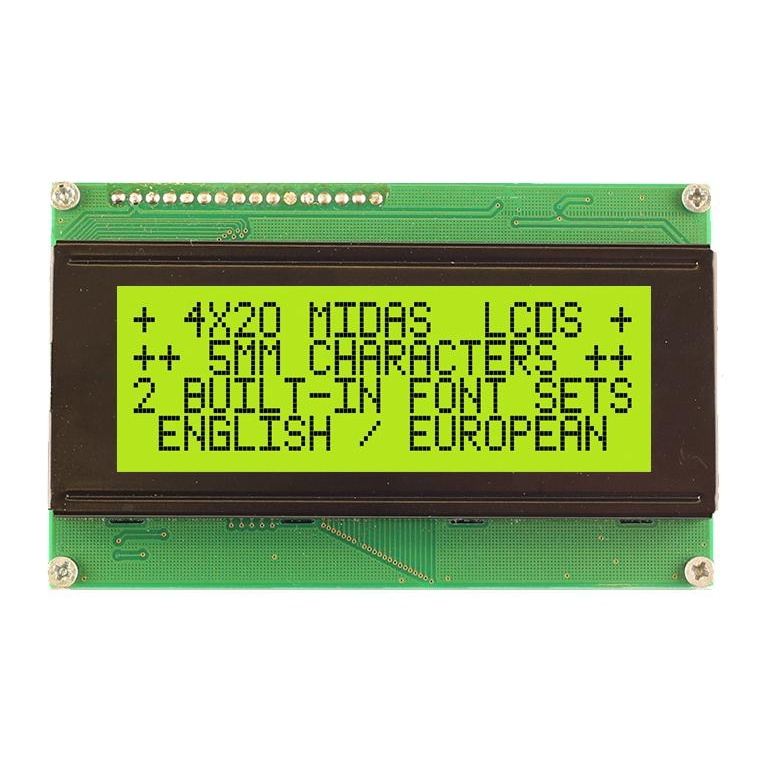 + 4X20 MIDAS  LCDS +
++ 5MM CHARACTERS ++
2 BUILT-IN FONT SETS
ENGLISH / EUROPEAN